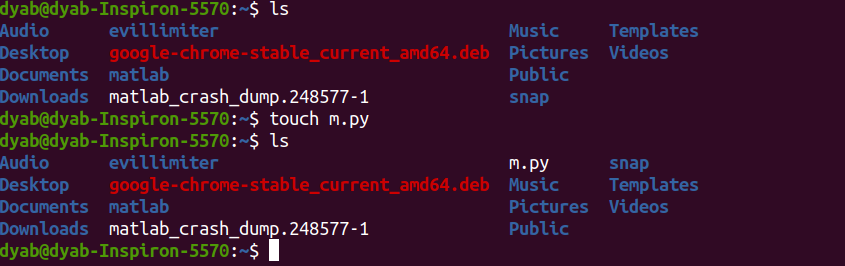 dyab@dyab-Inspiron-5570:~$ ls
Audio evillimiter Music Templates
Desktop google-chrome-stable_current_amd64.deb Pictures Videos
Documents matlab Public
Downloads matlab_crash_dump.248577-1 snap
dyab@dyab-Inspiron-5570:~$ touch m.py
dyab@dyab-Inspiron-5570:~$ ls
Audio evillimiter m.py snap
Desktop google-chrome-stable_current_amd64.deb Music Templates
Documents matlab Pictures Videos
Downloads matlab_crash_dump.248577-1 Public
dyab@dyab-Inspiron-5570:~$